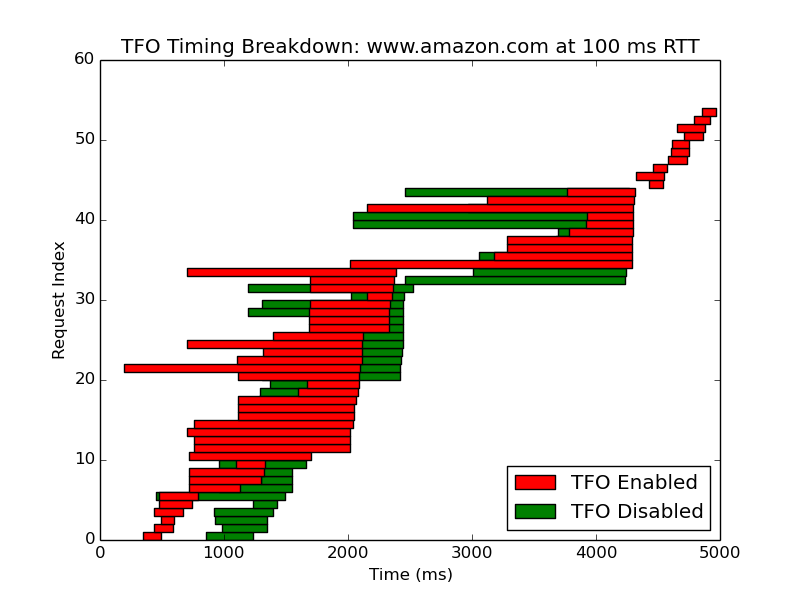 TFO Timing Breakdown: www.amazon.com at 100 ms RTT
60
50
40
30
20
10
0
Request Index
0 1000 2000 3000 4000 5000
Time (ms)
TFO Enabled
TFO Disabled